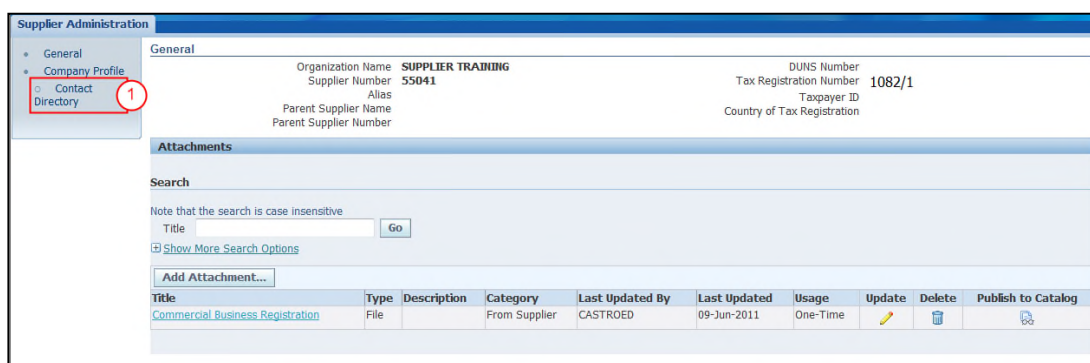 Supplier Administration
General
Company Profile
Contact
Directory
1
General
Organization Name SUPPLIER TRAINING
Supplier Number 55041
Alias
Parent Supplier Name
Parent Supplier Number
DUNS Number
Tax Registration Number 1082/1
Taxpayer ID
Country of Tax Registration
Attachments
Search
Note that the search is case insensitive
Title Go
Show More Search Options
Add Attachment...
Title Type Description Category Last Updated By Last Updated Usage Update Delete Publish to Catalog
Commercial Business Registration File From Supplier CASTROED 09-Jun-2011 One-Time